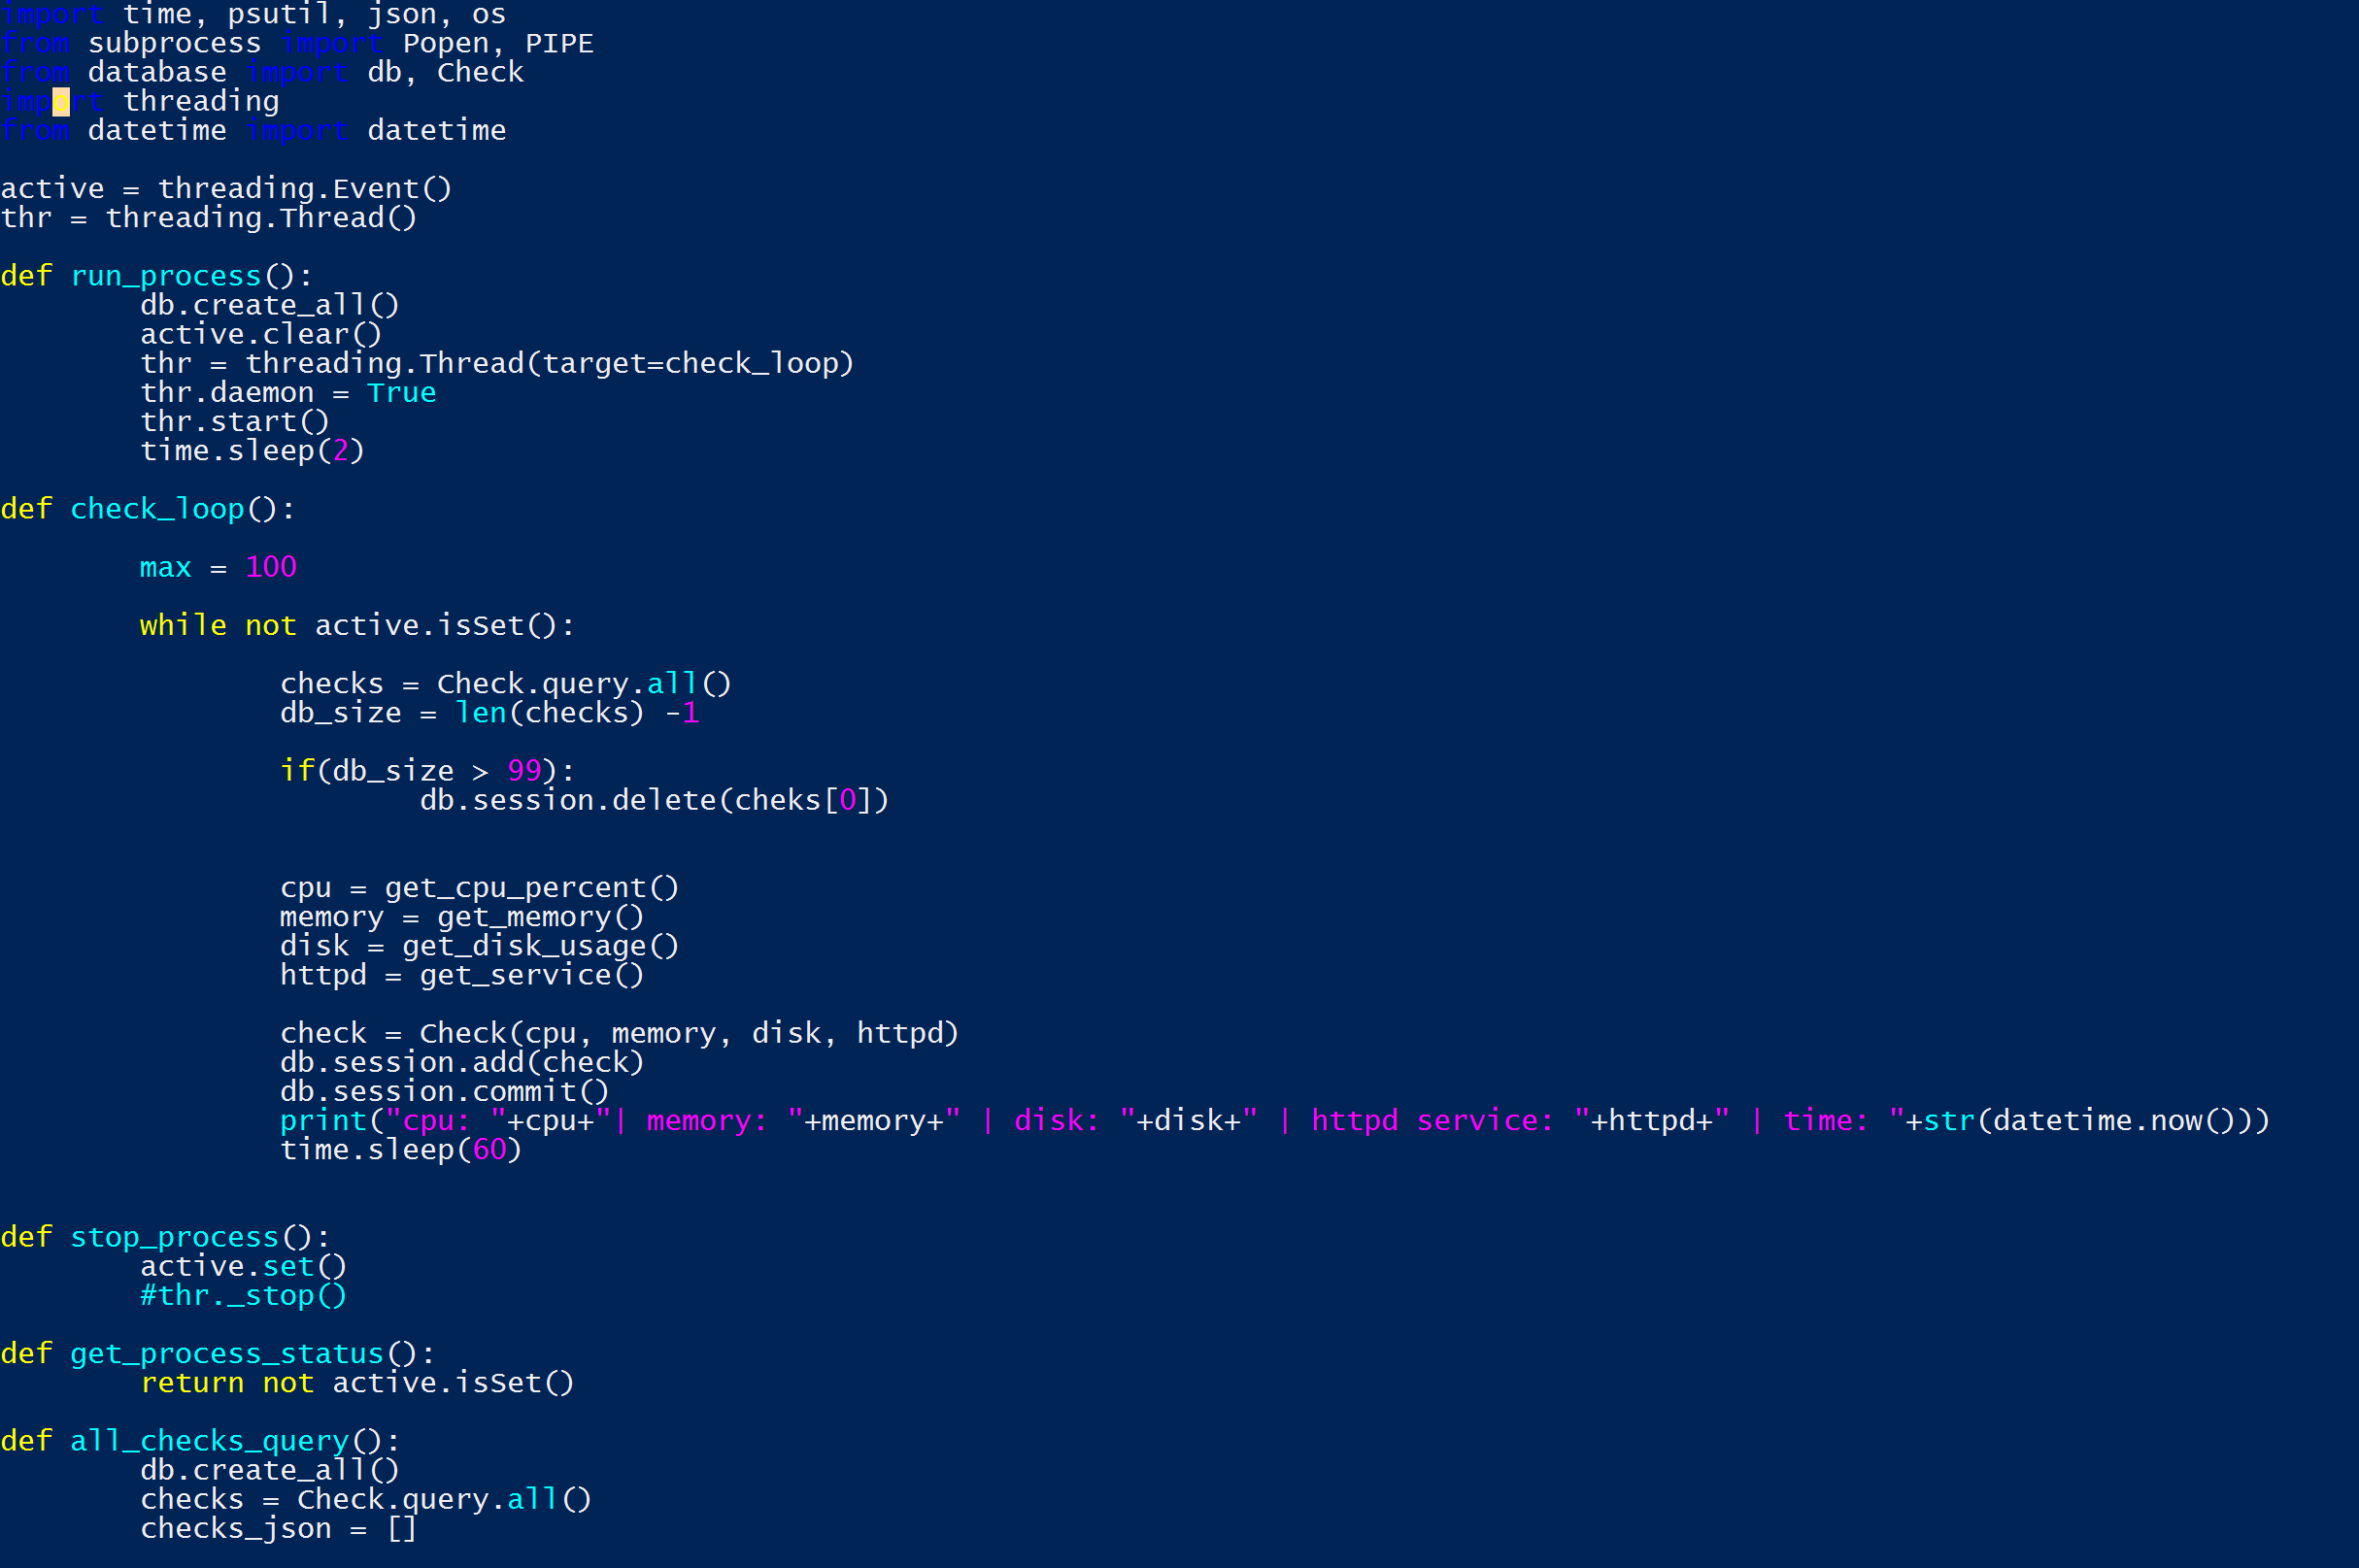 import time, psutil, json, os
from subprocess import Popen, PIPE
from database import db, Check
import threading
from datetime import datetime

active = threading.Event()
thr = threading.Thread()

def run_process():
        db.create_all()
        active.clear()
        thr = threading.Thread(target=check_loop)
        thr.daemon = True
        thr.start()
        time.sleep(2)

def check_loop():

        max = 100

        while not active.isSet():

                checks = Check.query.all()
                db_size = len(checks) -1

                if(db_size > 99):
                        db.session.delete(cheks[0])


                cpu = get_cpu_percent()
                memory = get_memory()
                disk = get_disk_usage()
                httpd = get_service()

                check = Check(cpu, memory, disk, httpd)
                db.session.add(check)
                db.session.commit()
                print("cpu: "+cpu+"| memory: "+memory+" | disk: "+disk+" | httpd service: "+httpd+" | time: "+str(datetime.now()))
                time.sleep(60)


def stop_process():
        active.set()
        #thr._stop()

def get_process_status():
        return not active.isSet()

def all_checks_query():
        db.create_all()
        checks = Check.query.all()
        checks_json = []